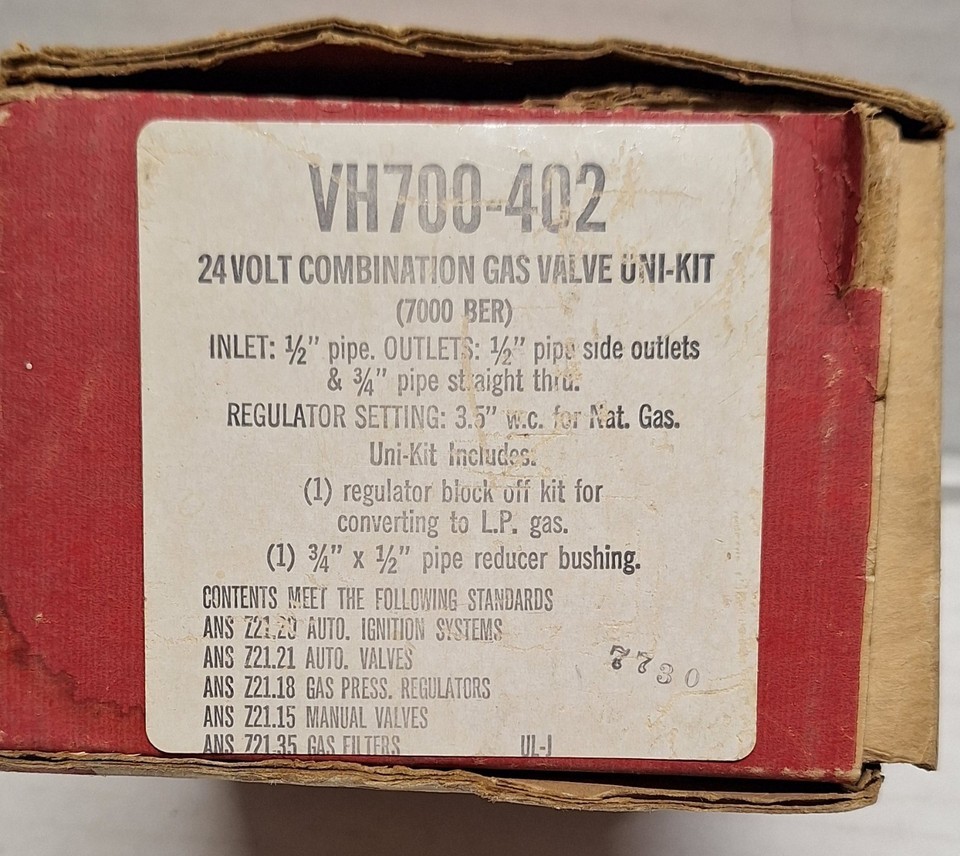 VH700-402
24 VOLT COMBINATION GAS VALVE UNI-KIT
(7000 BER)
INLET: ½" pipe. OUTLETS: ½" pipe side outlets
& ¾" pipe straight thru.
REGULATOR SETTING: 3.5" w.c. for Nat. Gas.
Uni-Kit Includes:
(1) regulator block off kit for
converting to L.P. gas.
(1) ¾" x ½" pipe reducer bushing.
CONTENTS MEET THE FOLLOWING STANDARDS
ANS Z21.20 AUTO. IGNITION SYSTEMS
ANS Z21.21 AUTO. VALVES
ANS Z21.18 GAS PRESS. REGULATORS
ANS Z21.15 MANUAL VALVES
ANS Z21.35 GAS FILTERS UL-J
7730